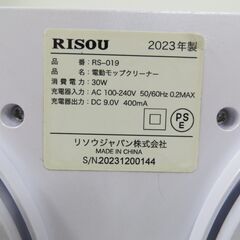 RISOU 2023年製
品番：RS-019
品名：電動モップクリーナー
消費電力：30W
充電器入力：AC 100-240V 50/60HZ 0.2MAX
充電器出力：DC 9.0V 400mA
PSE
リソウジャパン株式会社
MADE IN CHINA
S/N.20231200144